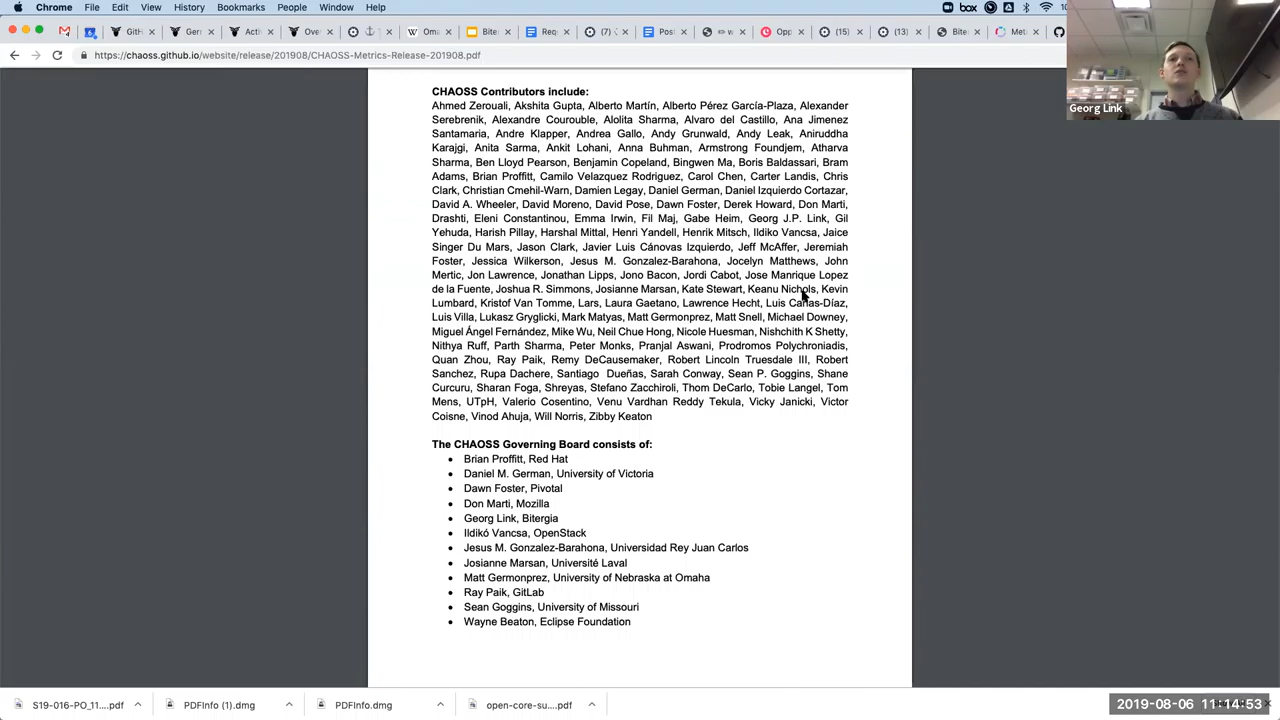 Chrome File Edit View History Bookmarks People Window Help
box
https://chaoss.github.io/website/release/201908/CHAOSS-Metrics-Release-201908.pdf
Georg Link
CHAOSS Contributors include:
Ahmed Zerouali, Akshita Gupta, Alberto Martín, Alberto Pérez García-Plaza, Alexander
Serebrenik, Alexandre Courouble, Alolita Sharma, Alvaro del Castillo, Ana Jimenez
Santamaria, Andre Klapper, Andrea Gallo, Andy Grunwald, Andy Leak, Aniruddha
Karajgi, Anita Sarma, Ankit Lohani, Anna Buhman, Armstrong Foundjem, Atharva
Sharma, Ben Lloyd Pearson, Benjamin Copeland, Bingwen Ma, Boris Baldassari, Bram
Adams, Brian Proffitt, Camilo Velazquez Rodriguez, Carol Chen, Carter Landis, Chris
Clark, Christian Cmehil-Warn, Damien Legay, Daniel German, Daniel Izquierdo Cortazar,
David A. Wheeler, David Moreno, David Pose, Dawn Foster, Derek Howard, Don Marti,
Drashti, Eleni Constantinou, Emma Irwin, Fil Maj, Gabe Heim, Georg J.P. Link, Gil
Yehuda, Harish Pillay, Harshal Mittal, Henri Yandell, Henrik Mitsch, Ildiko Vancsa, Jaice
Singer Du Mars, Jason Clark, Javier Luis Cánovas Izquierdo, Jeff McAffer, Jeremiah
Foster, Jessica Wilkerson, Jesus M. Gonzalez-Barahona, Jocelyn Matthews, John
Mertic, Jon Lawrence, Jonathan Lipps, Jono Bacon, Jordi Cabot, Jose Manrique Lopez
de la Fuente, Joshua R. Simmons, Josianne Marsan, Kate Stewart, Keanu Nichols, Kevin
Lumbard, Kristof Van Tomme, Lars, Laura Gaetano, Lawrence Hecht, Luis Cañas-Díaz,
Luis Villa, Lukasz Gryglicki, Mark Matyas, Matt Germonprez, Matt Snell, Michael Downey,
Miguel Ángel Fernández, Mike Wu, Neil Chue Hong, Nicole Huesman, Nishchith K Shetty,
Nithya Ruff, Parth Sharma, Peter Monks, Pranjal Aswani, Prodromos Polychroniadis,
Quan Zhou, Ray Paik, Remy DeCausemaker, Robert Lincoln Truesdale III, Robert
Sanchez, Rupa Dachere, Santiago Dueñas, Sarah Conway, Sean P. Goggins, Shane
Curcuru, Sharan Foga, Shreyas, Stefano Zacchiroli, Thom DeCarlo, Tobie Langel, Tom
Mens, UTpH, Valerio Cosentino, Venu Vardhan Reddy Tekula, Vicky Janicki, Victor
Coisne, Vinod Ahuja, Will Norris, Zibby Keaton
The CHAOSS Governing Board consists of:
• Brian Proffitt, Red Hat
• Daniel M. German, University of Victoria
• Dawn Foster, Pivotal
• Don Marti, Mozilla
• Georg Link, Bitergia
• Ildikó Vancsa, OpenStack
• Jesus M. Gonzalez-Barahona, Universidad Rey Juan Carlos
• Josianne Marsan, Université Laval
• Matt Germonprez, University of Nebraska at Omaha
• Ray Paik, GitLab
• Sean Goggins, University of Missouri
• Wayne Beaton, Eclipse Foundation
S19-016-PO_11....pdf PDFInfo (1).dmg PDFInfo.dmg open-core-su....pdf
2019-08-06 11:14:53